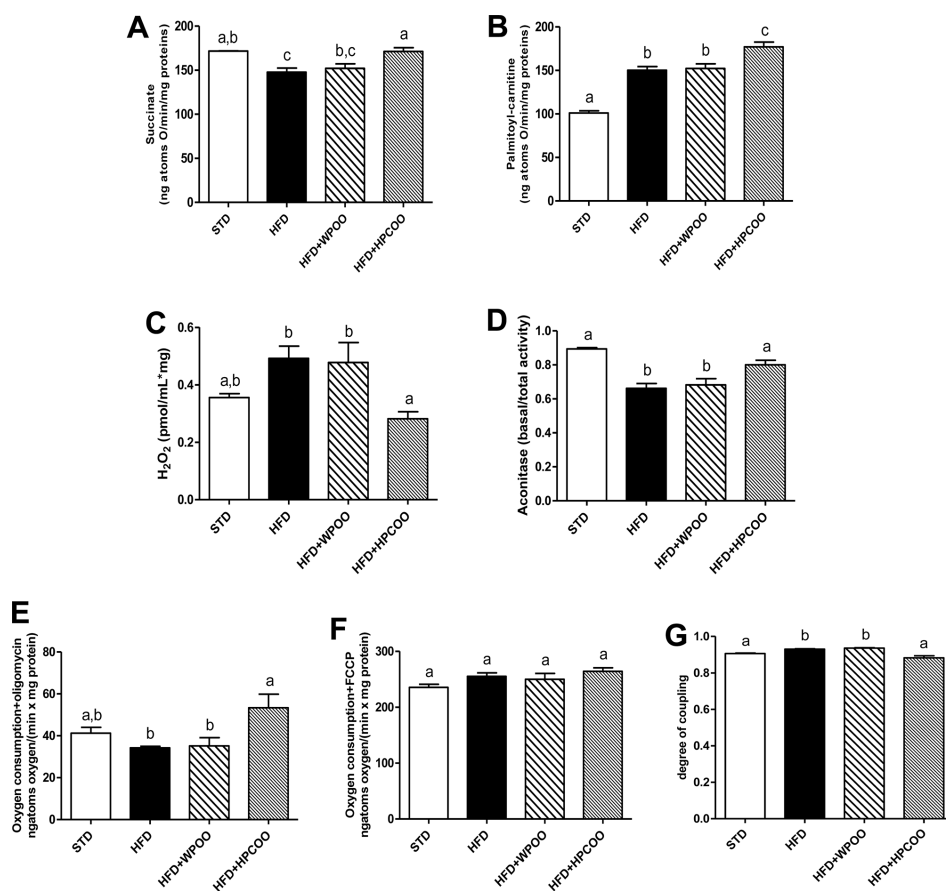 A
Succinate
(ng atoms O/min/mg proteins)
200
150
100
50
0
a,b
c
b,c
a
STD
HFD
HFD+WPOO
HFD+HPCOO
B
Palmitoyl-carnitine
(ng atoms O/min/mg proteins)
200
150
100
50
0
a
b
b
c
STD
HFD
HFD+WPOO
HFD+HPCOO
C
H₂O₂ (pmol/mL*mg)
0.6
0.4
0.2
0.0
a,b
b
b
a
STD
HFD
HFD+WPOO
HFD+HPCOO
D
Aconitase (basal/total activity)
1.0
0.8
0.6
0.4
0.2
0.0
a
b
b
a
STD
HFD
HFD+WPOO
HFD+HPCOO
E
Oxygen consumption+oligomycin
ngatoms oxygen/(min x mg protein)
80
60
40
20
0
a,b
b
b
a
STD
HFD
HFD+WPOO
HFD+HPCOO
F
Oxygen consumption+FCCP
ngatoms oxygen/(min x mg protein)
300
200
100
0
a
a
a
a
STD
HFD
HFD+WPOO
HFD+HPCOO
G
degree of coupling
1.0
0.8
0.6
0.4
0.2
0.0
a
b
b
a
STD
HFD
HFD+WPOO
HFD+HPCOO